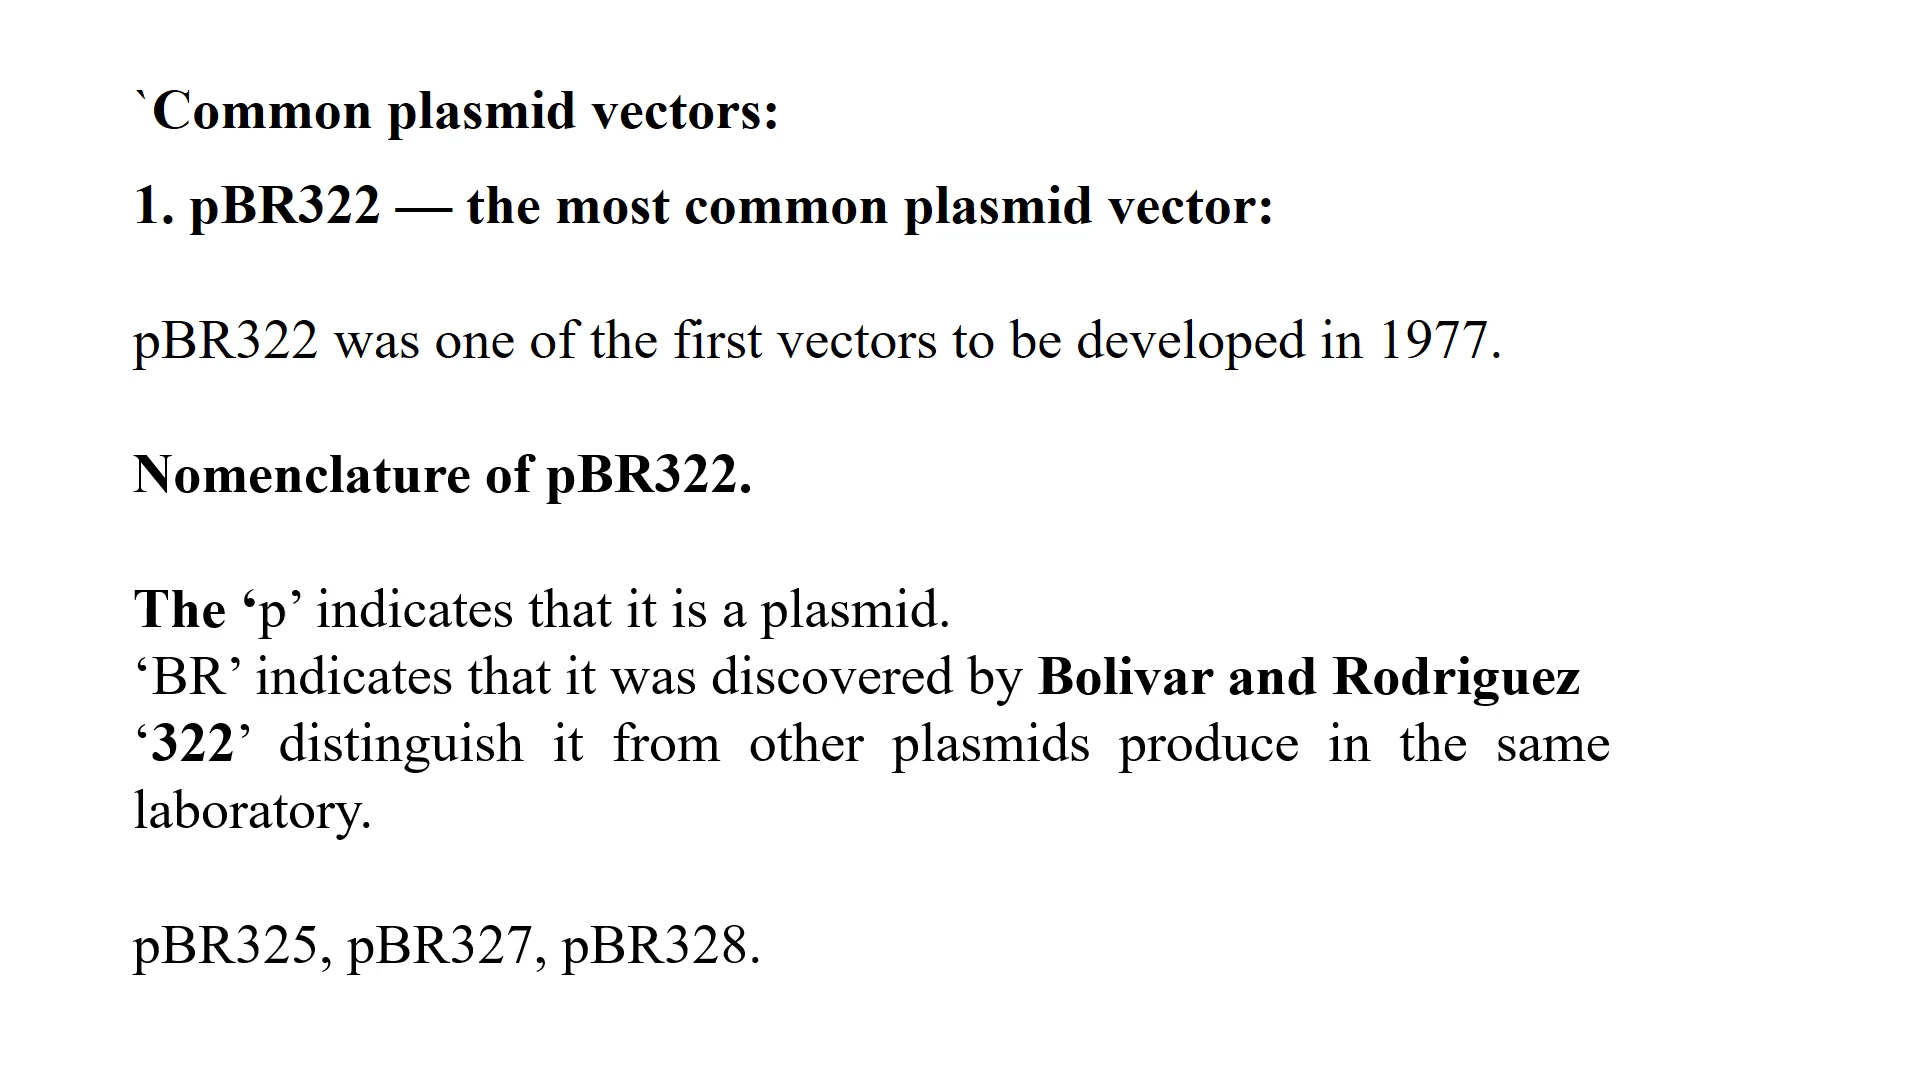 `Common plasmid vectors:
1. pBR322 — the most common plasmid vector:
pBR322 was one of the first vectors to be developed in 1977.
Nomenclature of pBR322.
The ‘p’ indicates that it is a plasmid.
‘BR’ indicates that it was discovered by Bolivar and Rodriguez
‘322’ distinguish it from other plasmids produce in the same
laboratory.
pBR325, pBR327, pBR328.